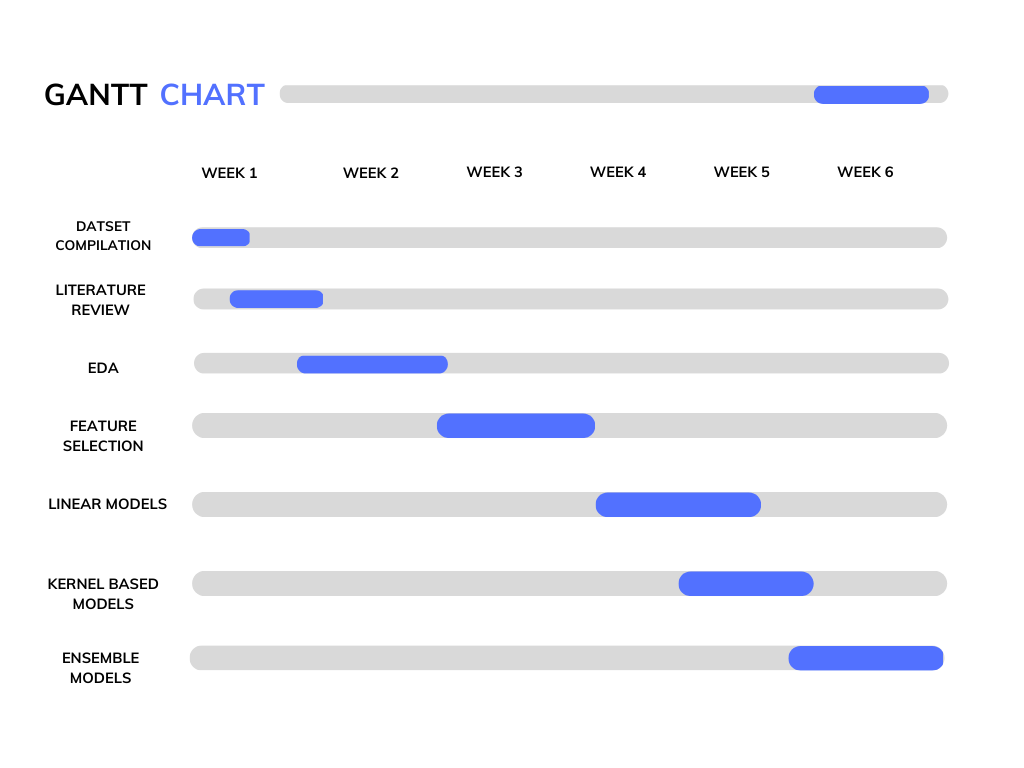 GANTT CHART
WEEK 1 WEEK 2 WEEK 3 WEEK 4 WEEK 5 WEEK 6
DATSET
COMPILATION
LITERATURE
REVIEW
EDA
FEATURE
SELECTION
LINEAR MODELS
KERNEL BASED
MODELS
ENSEMBLE
MODELS